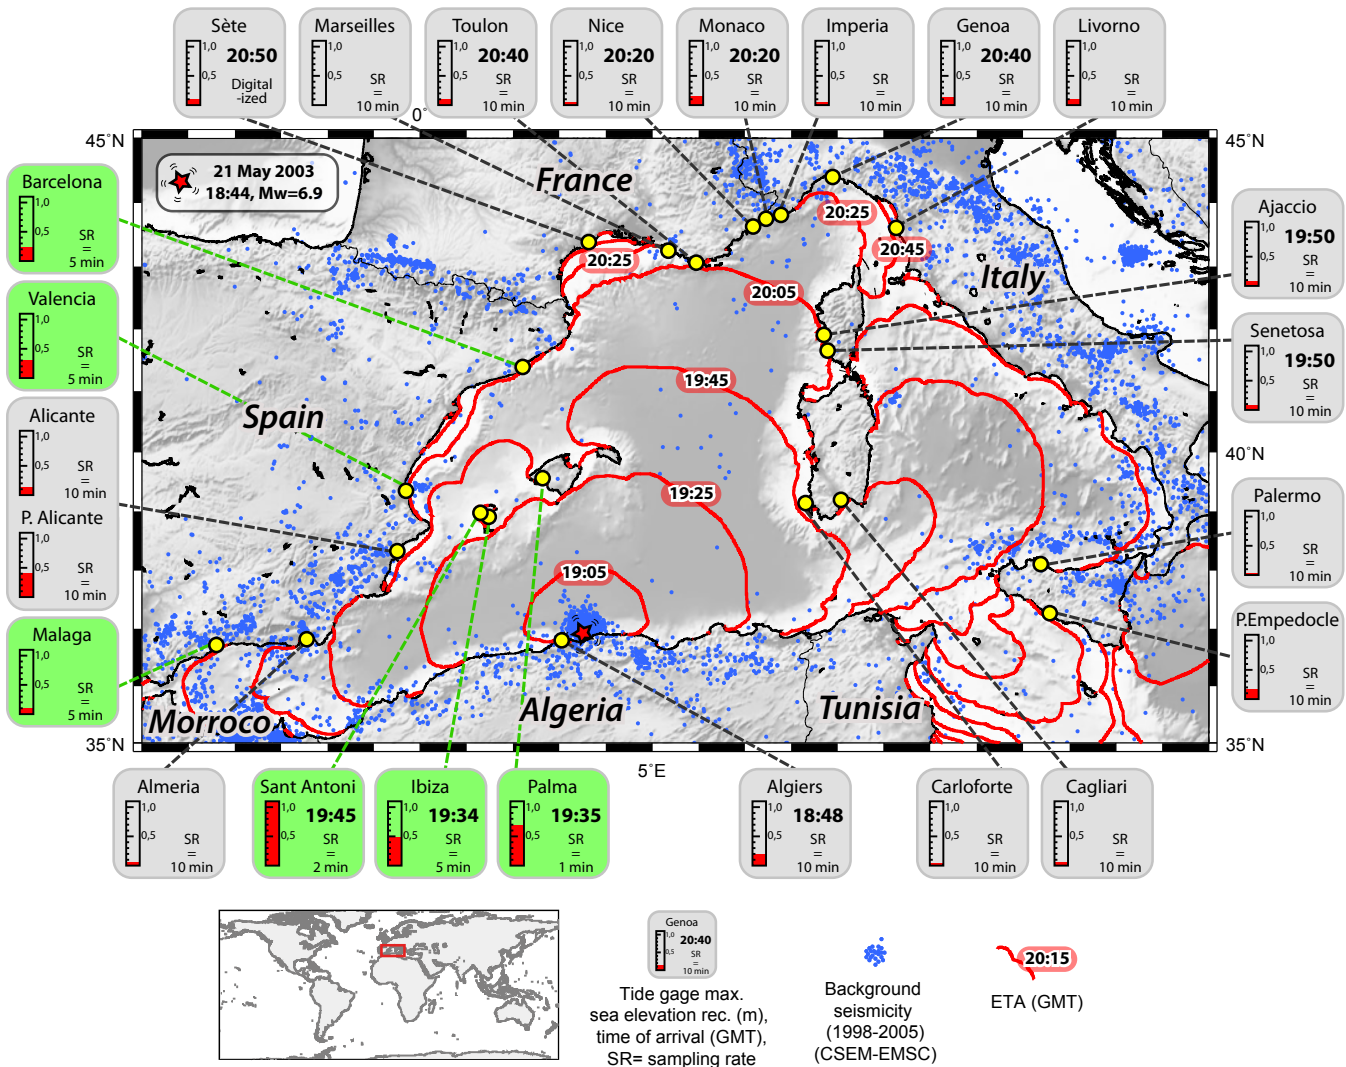 Sète
1,0
20:50
0,5
Digital
-ized
Marseilles
1,0
0,5
SR
=
10 min
Toulon
1,0
20:40
0,5
SR
=
10 min
Nice
1,0
20:20
0,5
SR
=
10 min
Monaco
1,0
20:20
0,5
SR
=
10 min
Imperia
1,0
0,5
SR
=
10 min
Genoa
1,0
20:40
0,5
SR
=
10 min
Livorno
1,0
0,5
SR
=
10 min
0°
45°N
45°N
21 May 2003
18:44, Mw=6.9
France
Italy
Spain
Morroco
Algeria
Tunisia
20:25
20:25
20:45
20:05
19:45
19:25
19:05
Barcelona
1,0
0,5
SR
=
5 min
Valencia
1,0
0,5
SR
=
5 min
Alicante
1,0
0,5
SR
=
10 min
P. Alicante
1,0
0,5
SR
=
10 min
Malaga
1,0
0,5
SR
=
5 min
Ajaccio
1,0
19:50
0,5
SR
=
10 min
Senetosa
1,0
19:50
0,5
SR
=
10 min
40°N
Palermo
1,0
0,5
SR
=
10 min
P.Empedocle
1,0
0,5
SR
=
10 min
35°N
35°N
5°E
Almeria
1,0
0,5
SR
=
10 min
Sant Antoni
1,0
19:45
0,5
SR
=
2 min
Ibiza
1,0
19:34
0,5
SR
=
5 min
Palma
1,0
19:35
0,5
SR
=
1 min
Algiers
1,0
18:48
0,5
SR
=
10 min
Carloforte
1,0
0,5
SR
=
10 min
Cagliari
1,0
0,5
SR
=
10 min
Genoa
1,0
20:40
0,5
SR
=
10 min
Tide gage max.
sea elevation rec. (m),
time of arrival (GMT),
SR= sampling rate
Background
seismicity
(1998-2005)
(CSEM-EMSC)
20:15
ETA (GMT)